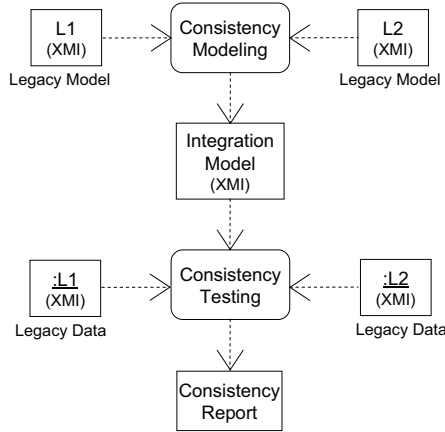 L1
(XMI)
Legacy Model
Consistency
Modeling
L2
(XMI)
Legacy Model
Integration
Model
(XMI)
:L1
(XMI)
Legacy Data
Consistency
Testing
:L2
(XMI)
Legacy Data
Consistency
Report